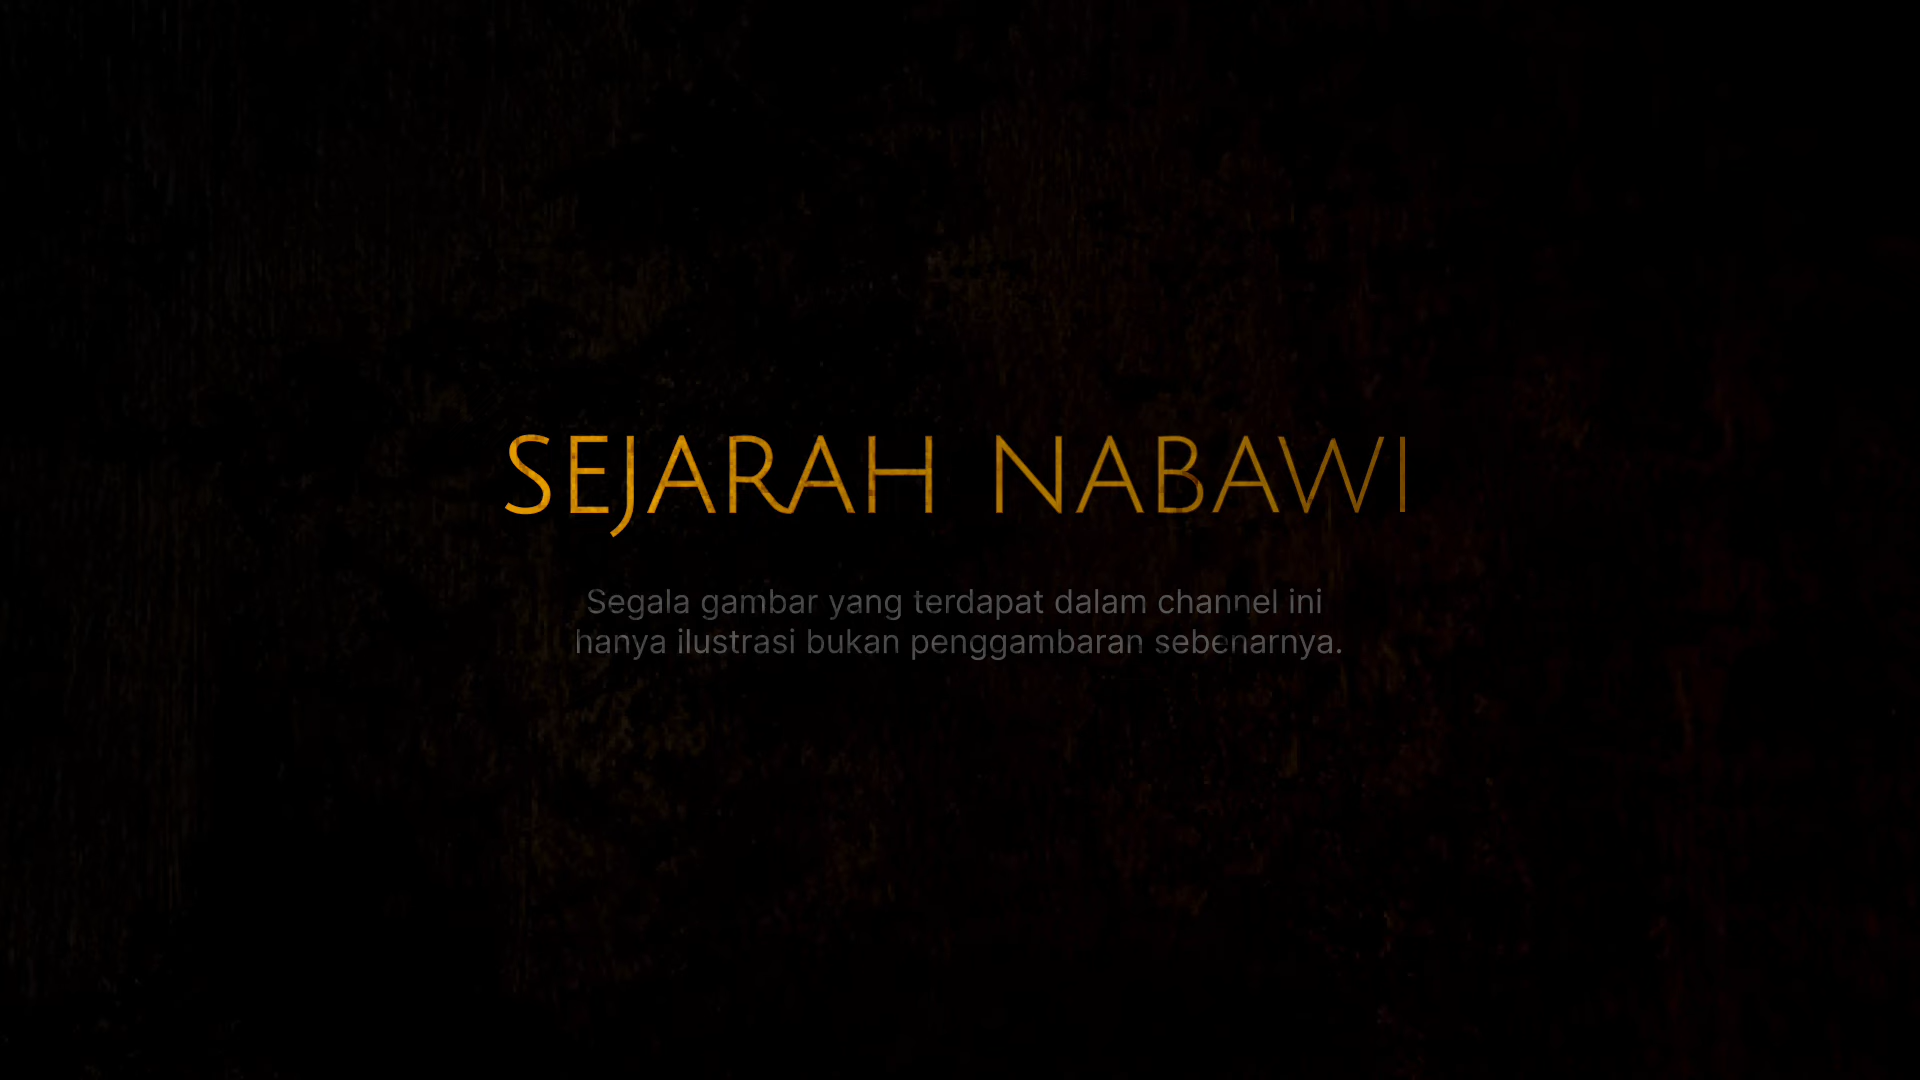 SEJARAH NABAWI
Segala gambar yang terdapat dalam channel ini
hanya ilustrasi bukan penggambaran sebenarnya.